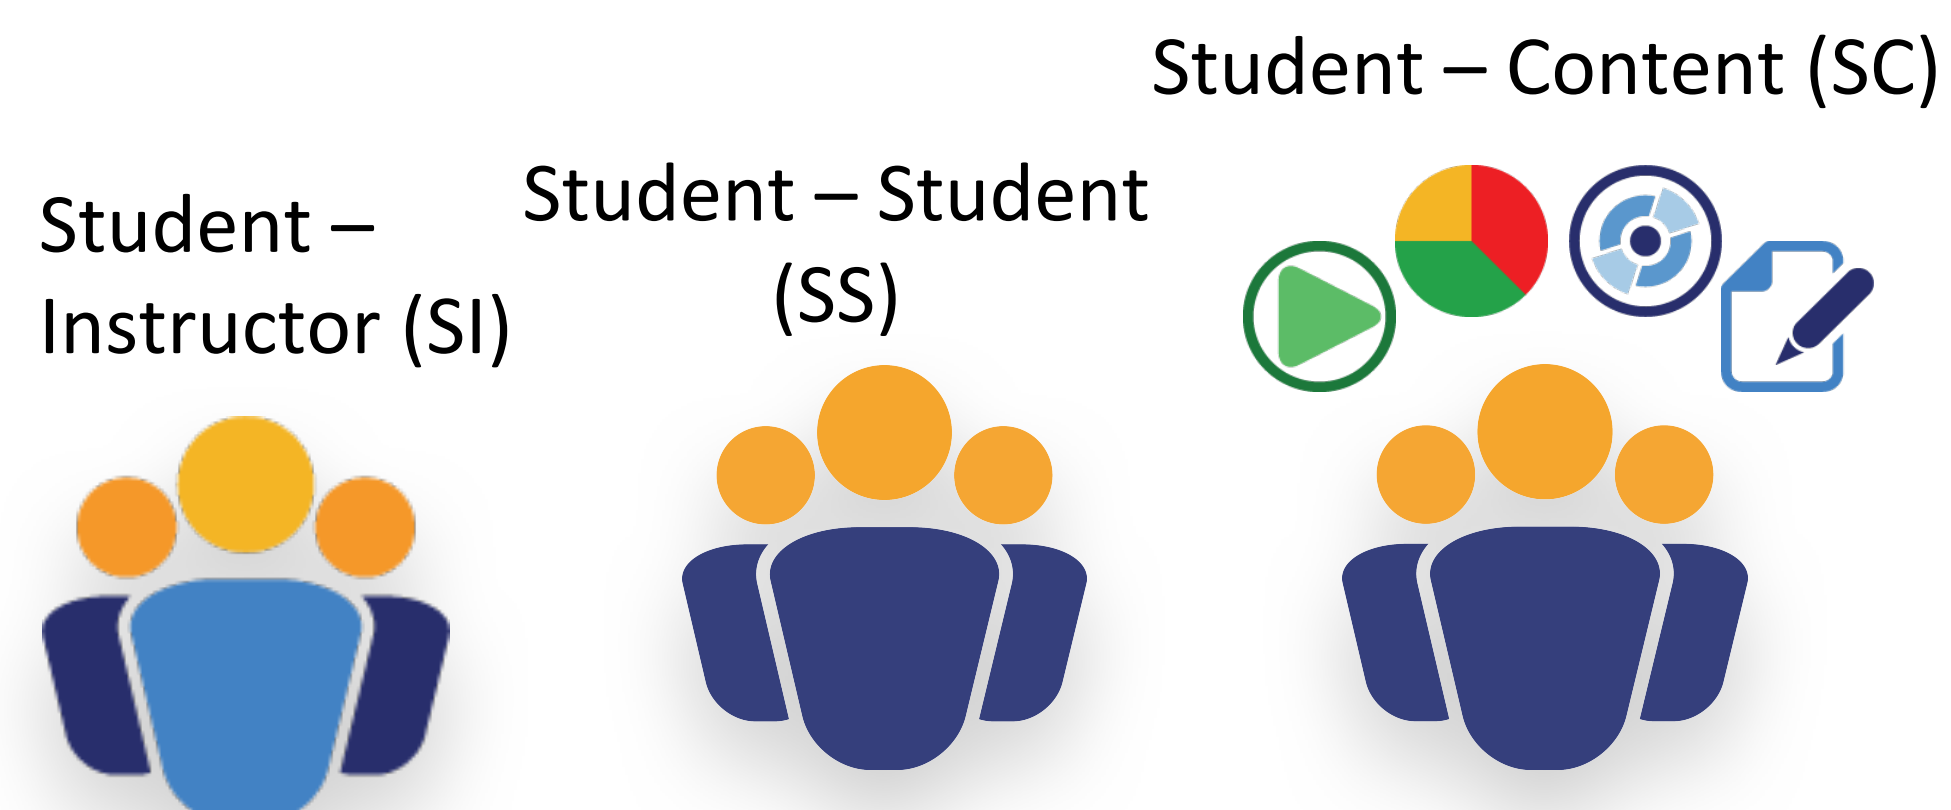 Student –
Instructor (SI)
Student – Student
(SS)
Student – Content (SC)